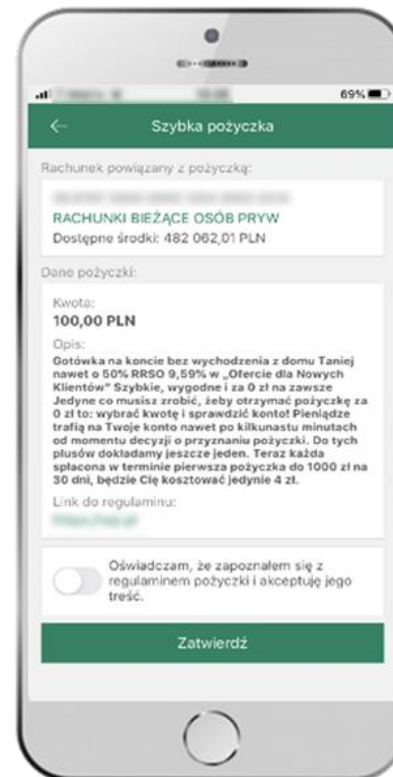 69%
Szybka pożyczka
Rachunek powiązany z pożyczką:
RACHUNKI BIEŻĄCE OSÓB PRYW
Dostępne środki: 482 062,01 PLN
Dane pożyczki:
Kwota:
100,00 PLN
Opis:
Gotówka na koncie bez wychodzenia z domu Taniej
nawet o 50% RRSO 9,59% w „Ofercie dla Nowych
Klientów" Szybkie, wygodne i za 0 zł na zawsze
Jedyne co musisz zrobić, żeby otrzymać pożyczkę za
0 zł to: wybrać kwotę i sprawdzić konto! Pieniądze
trafią na Twoje konto nawet po kilkunastu minutach
od momentu decyzji o przyznaniu pożyczki. Do tych
plusów dokładamy jeszcze jeden. Teraz każda
spłacona w terminie pierwsza pożyczka do 1000 zł na
30 dni, będzie Cię kosztować jedynie 4 zł.
Link do regulaminu:
Oświadczam, że zapoznałem się z
regulaminem pożyczki i akceptuję jego
treść.
Zatwierdź